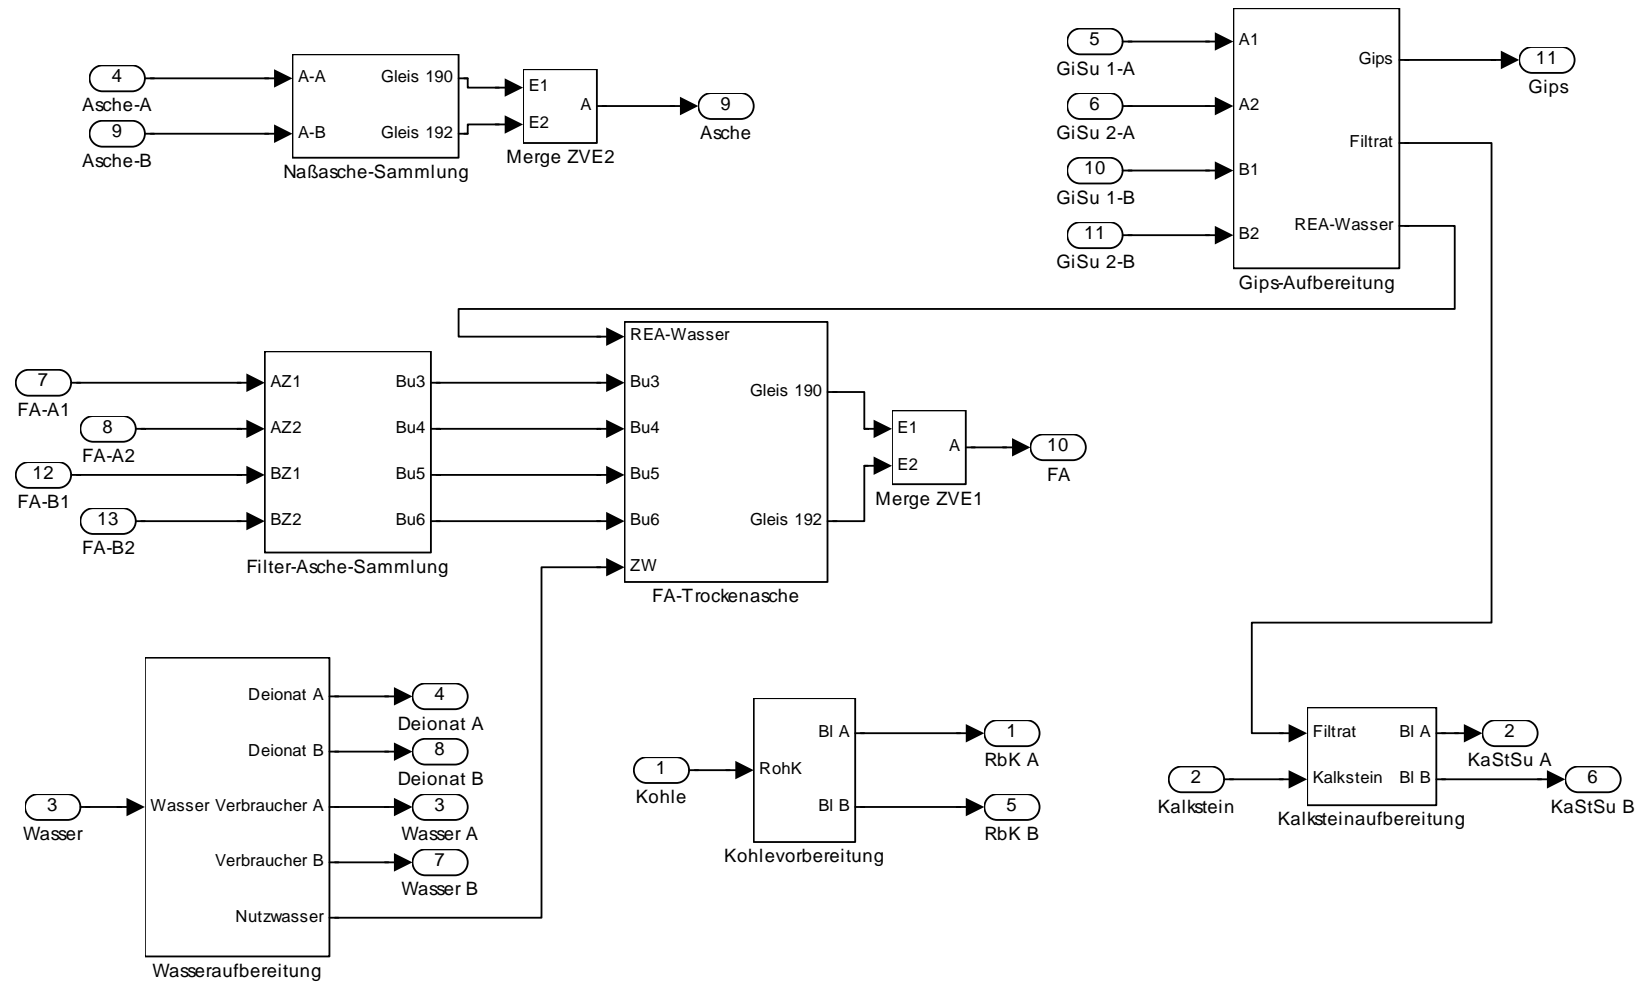 4
Asche-A
9
Asche-B
A-A
A-B
Gleis 190
Gleis 192
Naßasche-Sammlung
E1
E2
A
Merge ZVE2
9
Asche
5
GiSu 1-A
6
GiSu 2-A
10
GiSu 1-B
11
GiSu 2-B
A1
A2
B1
B2
Gips
Filtrat
REA-Wasser
Gips-Aufbereitung
11
Gips
7
FA-A1
8
FA-A2
12
FA-B1
13
FA-B2
AZ1
AZ2
BZ1
BZ2
Bu3
Bu4
Bu5
Bu6
Filter-Asche-Sammlung
REA-Wasser
Bu3
Bu4
Bu5
Bu6
ZW
Gleis 190
Gleis 192
FA-Trockenasche
E1
E2
A
Merge ZVE1
10
FA
3
Wasser
Wasser
Deionat A
Deionat B
Verbraucher A
Verbraucher B
Nutzwasser
Wasseraufbereitung
4
Deionat A
8
Deionat B
3
Wasser A
7
Wasser B
1
Kohle
RohK
Bl A
Bl B
Kohlevorbereitung
1
RbK A
5
RbK B
2
Kalkstein
Filtrat
Kalkstein
Bl A
Bl B
Kalksteinaufbereitung
2
KaStSu A
6
KaStSu B